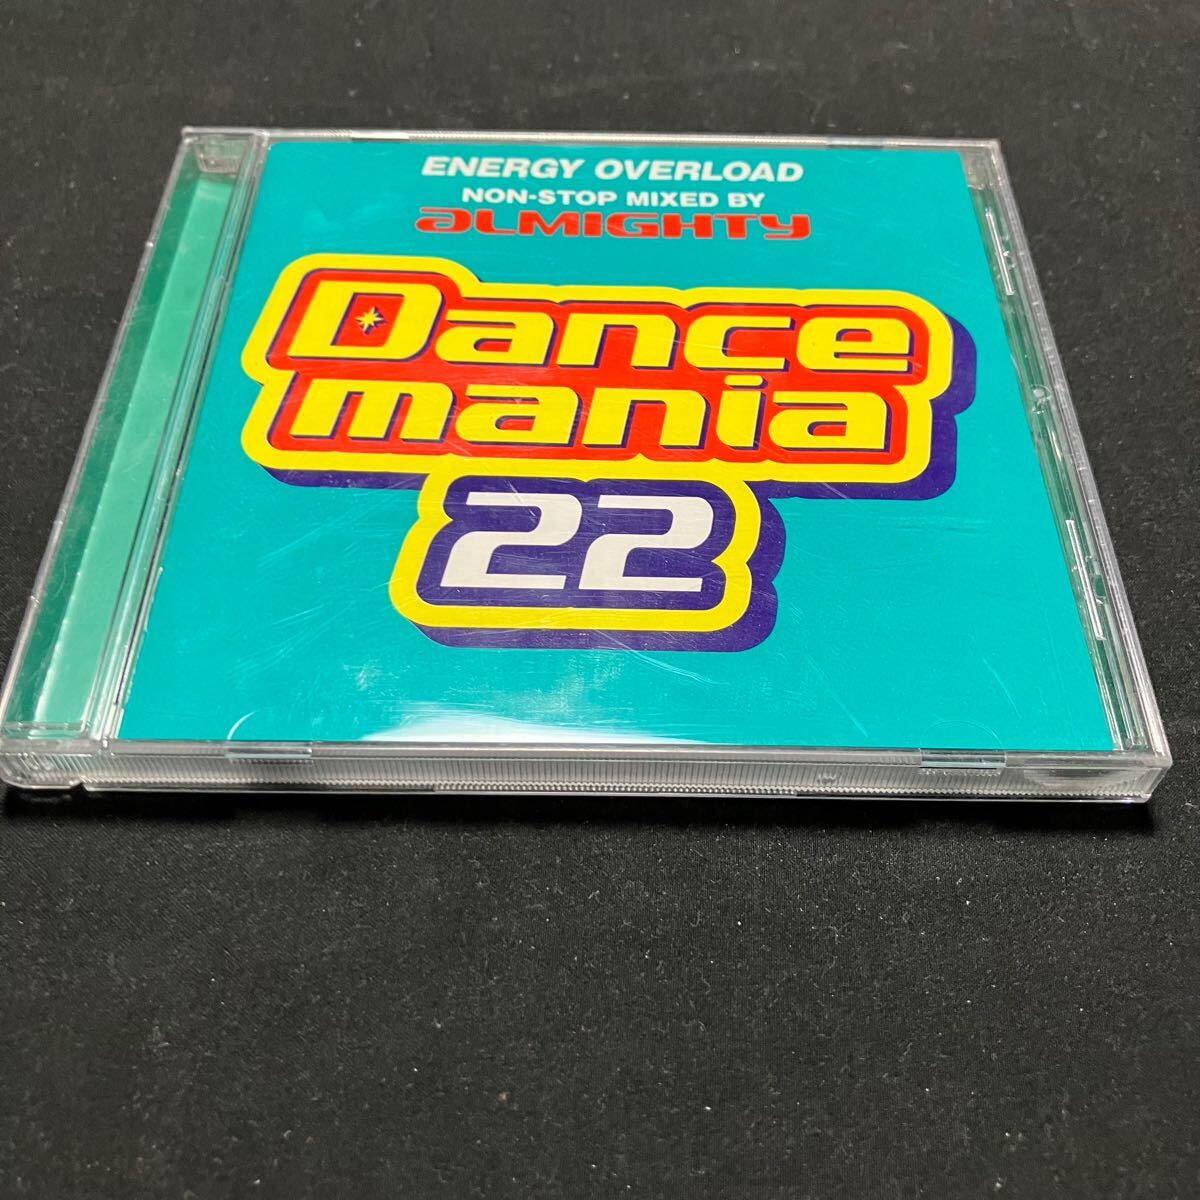 ENERGY OVERLOAD
NON-STOP MIXED BY
aLMIGHTY
Dance
mania
22